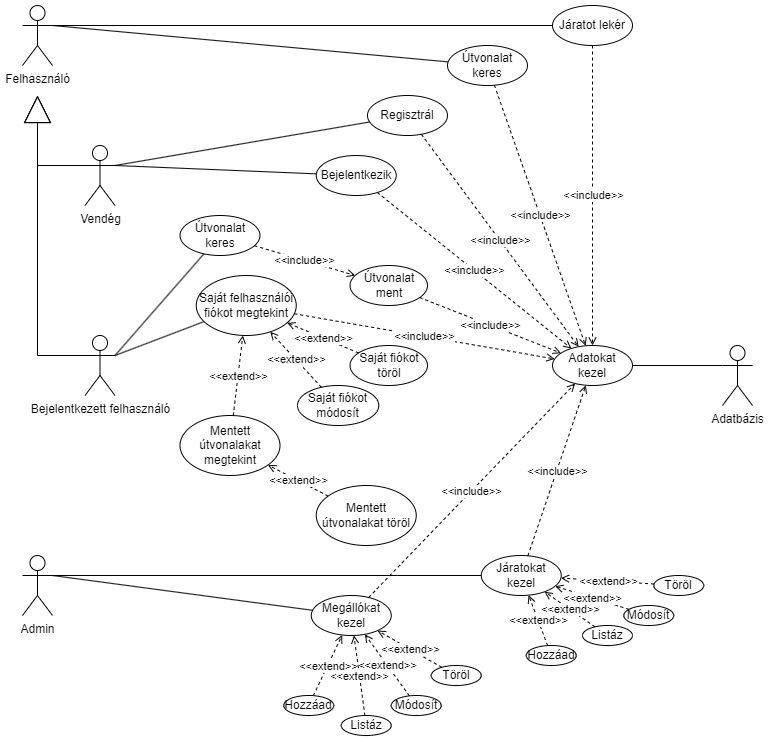 Járatot lekér
Felhasználó
Útvonalat
keres
Regisztrál
<<include>>
Vendég
Bejelentkezik
<<include>>
Útvonalat
keres
<<include>>
<<include>>
<<include>>
Útvonalat
ment
Saját felhasználói
fiókot megtekint
<<include>>
<<extend>>
<<include>>
Saját fiókot
töröl
<<extend>>
Adatokat
kezel
<<extend>>
Bejelentkezett felhasználó
Saját fiókot
módosít
Adatbázis
Mentett
útvonalakat
megtekint
<<extend>>
<<include>>
<<include>>
Mentett
útvonalakat töröl
Járatokat
kezel
<<extend>>
Töröl
<<extend>>
Módosít
Admin
Megállókat
kezel
<<extend>>
Listáz
Hozzáad
<<extend>>
<<extend>>
<<extend>>
<<extend>>
Töröl
Hozzáad
Módosít
Listáz